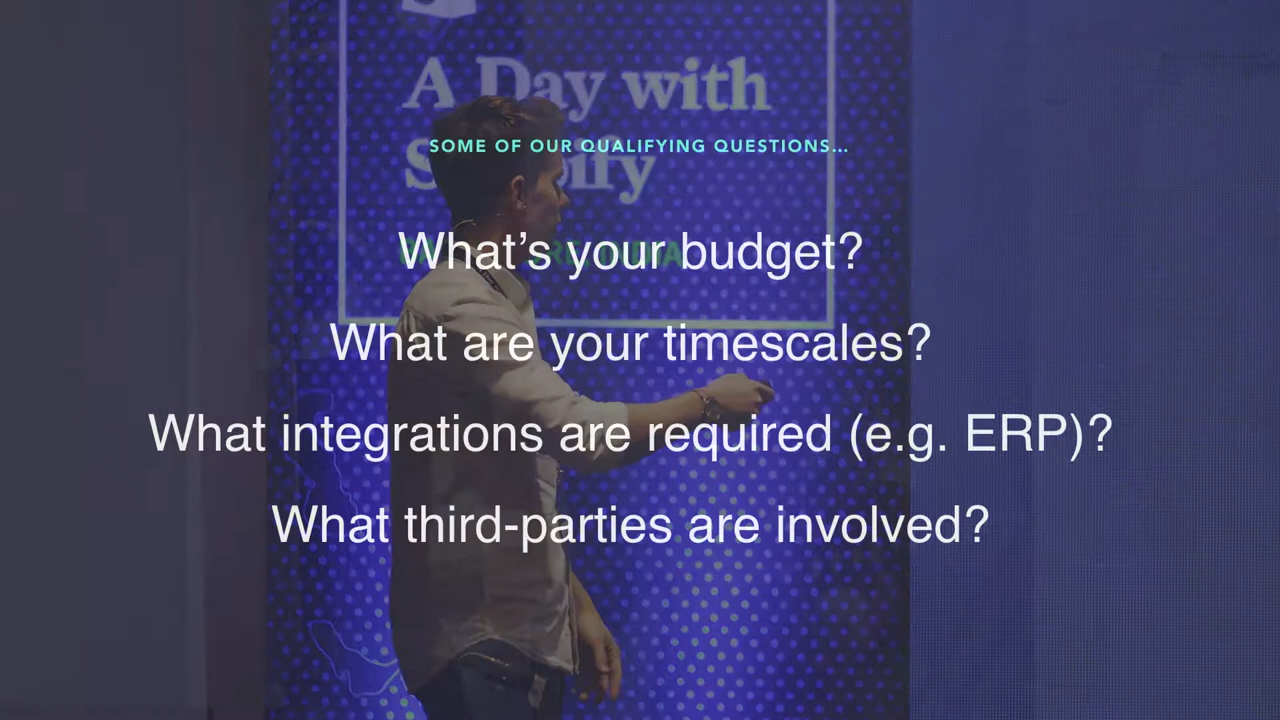 A Day with
SOME OF OUR QUALIFYING QUESTIONS...
What's your budget?
What are your timescales?
What integrations are required (e.g. ERP)?
What third-parties are involved?